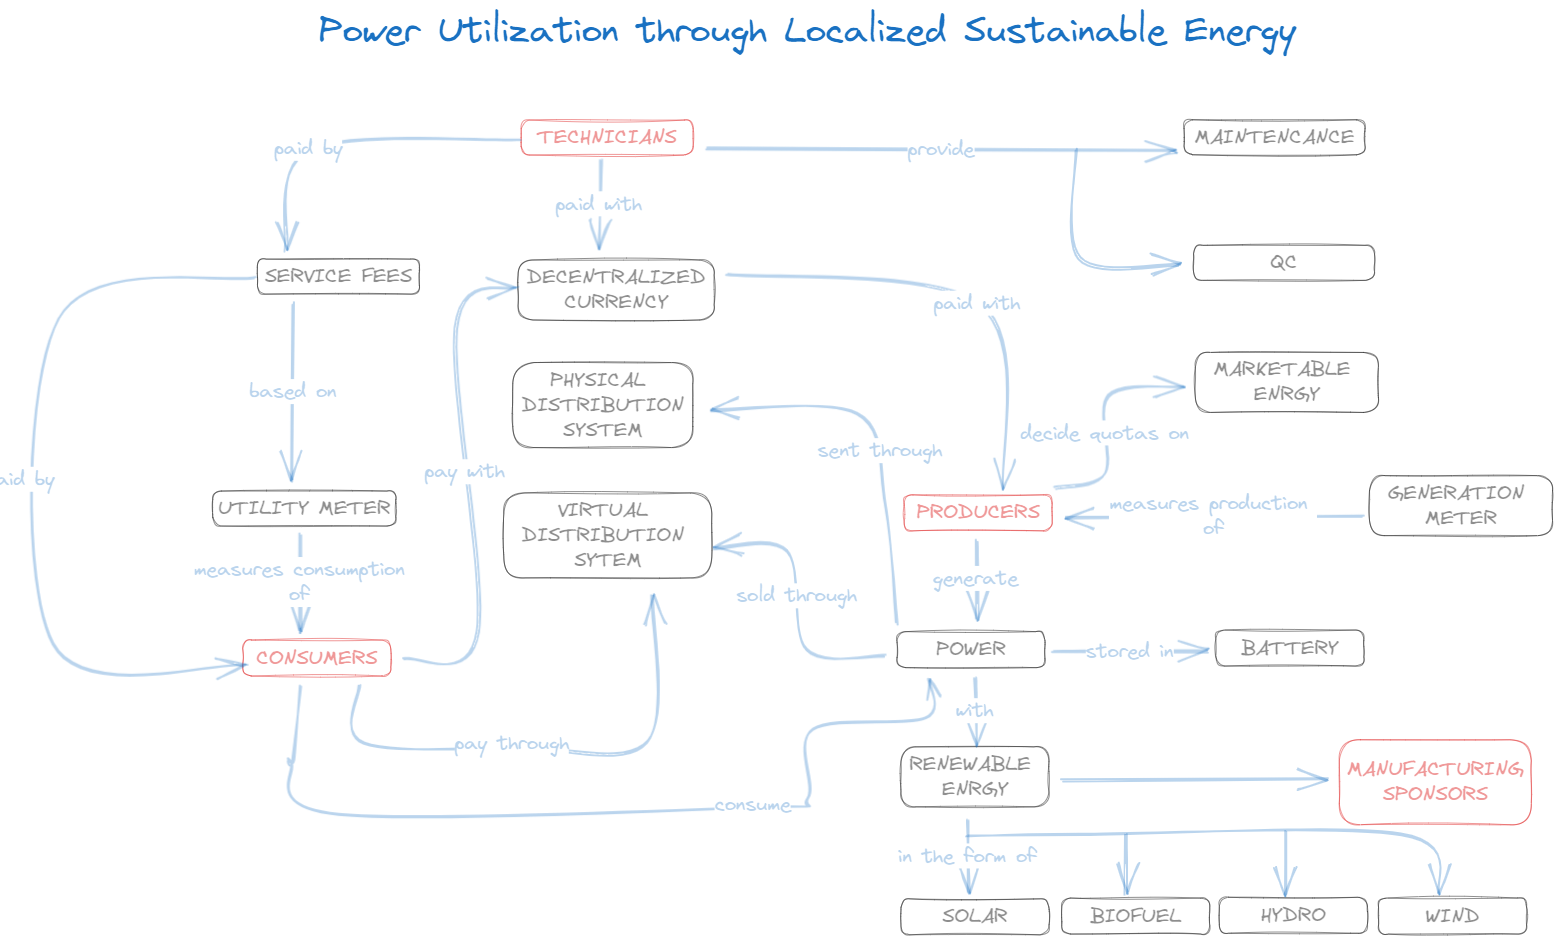 Power Utilization through Localized Sustainable Energy
TECHNICIANS
MAINTENCANCE
paid by
provide
paid with
SERVICE FEES
DECENTRALIZED
CURRENCY
QC
paid with
PHYSICAL
DISTRIBUTION
SYSTEM
MARKETABLE
ENRGY
based on
decide quotas on
sent through
pay with
aid by
UTILITY METER
VIRTUAL
DISTRIBUTION
SYTEM
PRODUCERS
measures production
of
GENERATION
METER
measures consumption
of
generate
sold through
CONSUMERS
POWER
stored in
BATTERY
with
pay through
RENEWABLE
ENRGY
MANUFACTURING
SPONSORS
consume
in the form of
SOLAR
BIOFUEL
HYDRO
WIND